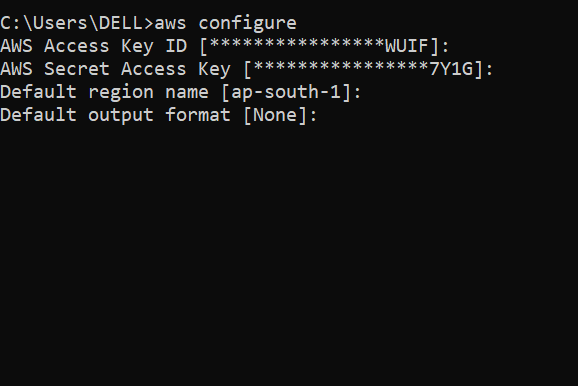 C:\Users\DELL>aws configure
AWS Access Key ID [****************WUIF]:
AWS Secret Access Key [****************7Y1G]:
Default region name [ap-south-1]:
Default output format [None]: